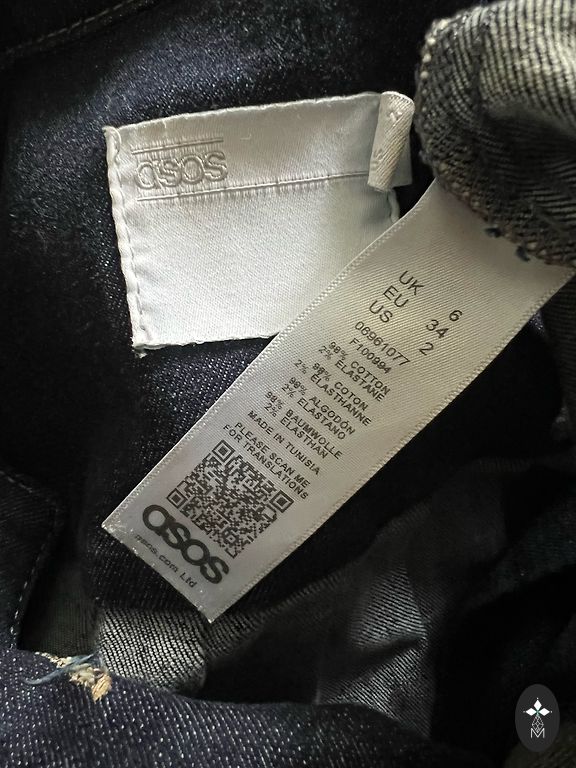 asos
UK 6
EU 34
US 2
06961077
F100994
98% COTTON
2% ELASTANE
98% COTON
2% ELASTHANNE
98% ALGODÓN
2% ELASTANO
98% BAUMWOLLE
2% ELASTHAN
MADE IN TUNISIA
PLEASE SCAN ME
FOR TRANSLATIONS
asos
asos.com Ltd
M